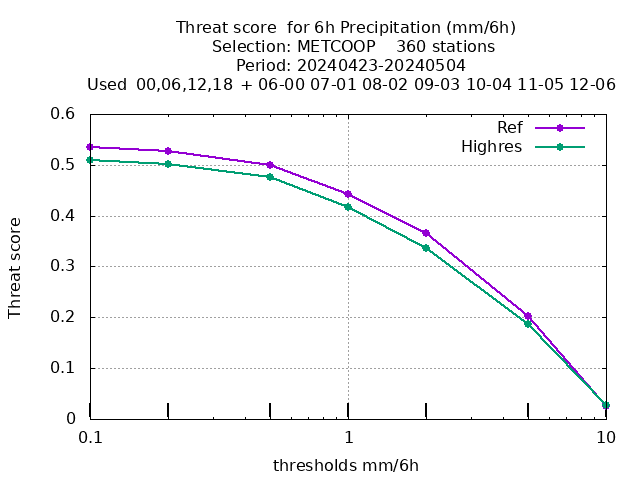 Threat score  for 6h Precipitation (mm/6h)
Selection: METCOOP    360 stations
Period: 20240423-20240504
Used  00,06,12,18  + 06-00 07-01 08-02 09-03 10-04 11-05 12-06
Ref
Highres
0.6
0.5
0.4
0.3
0.2
0.1
0
Threat score
0.1
1
10
thresholds mm/6h